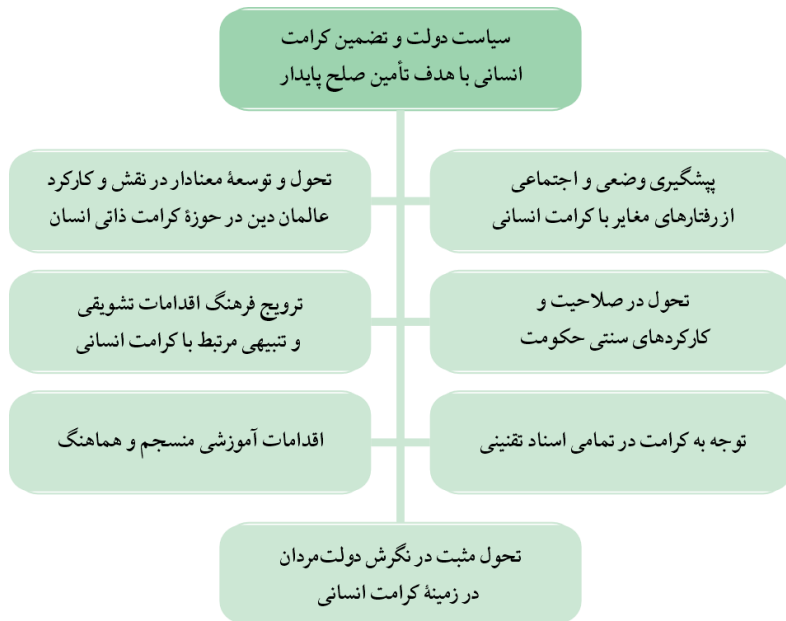 سیاست دولت و تضمین کرامت
انسانی با هدف تأمین صلح پایدار
پیشگیری وضعی و اجتماعی
از رفتارهای مغایر با کرامت انسانی
تحول و توسعهٔ معنادار در نقش و کارکرد
عالمان دین در حوزهٔ کرامت ذاتی انسان
تحول در صلاحیت و
کارکردهای سنتی حکومت
ترویج فرهنگ اقدامات تشویقی
و تنبیهی مرتبط با کرامت انسانی
توجه به کرامت در تمامی اسناد تقنینی
اقدامات آموزشی منسجم و هماهنگ
تحول مثبت در نگرش دولت‌مردان
در زمینهٔ کرامت انسانی